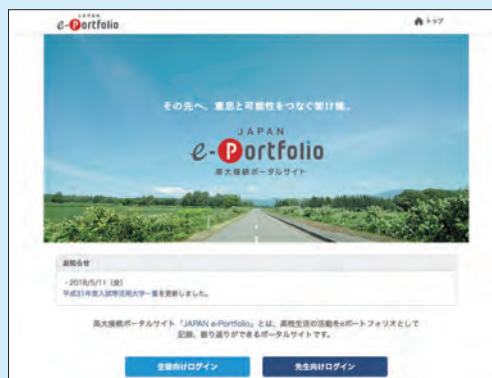 JAPAN
e-Portfolio
トップ
その先へ、意思と可能性をつなぐ架け橋。
JAPAN
e-Portfolio
高大接続ポータルサイト
お知らせ
・2018/5/11（金）
平成31年度入試等活用大学一覧を更新しました。
高大接続ポータルサイト「JAPAN e-Portfolio」とは、高校生活の活動をeポートフォリオとして
記録、振り返りができるポータルサイトです。
生徒向けログイン
先生向けログイン